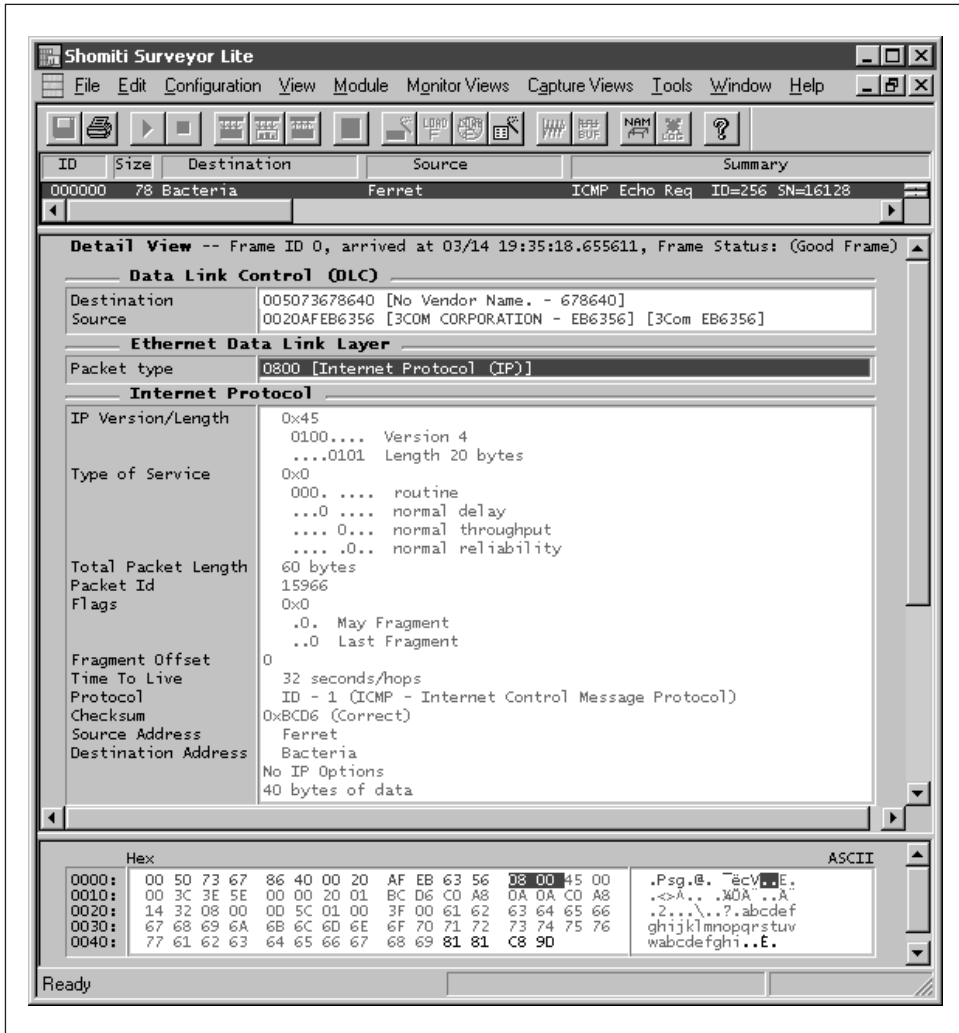 Shomiti Surveyor Lite
File Edit Configuration View Module Monitor Views Capture Views Tools Window Help
ID Size Destination Source Summary
000000 78 Bacteria Ferret ICMP Echo Req ID=256 SN=16128
Detail View -- Frame ID 0, arrived at 03/14 19:35:18.655611, Frame Status: (Good Frame)
Data Link Control (DLC)
Destination 005073678640 [No Vendor Name. - 678640]
Source 0020AFEB6356 [3COM CORPORATION - EB6356] [3Com EB6356]
Ethernet Data Link Layer
Packet type 0800 [Internet Protocol (IP)]
Internet Protocol
IP Version/Length 0x45
0100.... Version 4
....0101 Length 20 bytes
Type of Service 0x0
000. .... routine
...0 .... normal delay
.... 0... normal throughput
.... .0.. normal reliability
Total Packet Length 60 bytes
Packet Id 15966
Flags 0x0
.0. May Fragment
..0 Last Fragment
Fragment Offset 0
Time To Live 32 seconds/hops
Protocol ID - 1 (ICMP - Internet Control Message Protocol)
Checksum 0xBCD6 (Correct)
Source Address Ferret
Destination Address Bacteria
No IP Options
40 bytes of data
Hex ASCII
0000: 00 50 73 67 86 40 00 20 AF EB 63 56 08 00 45 00 .Psg.@. ¯ëcV..E.
0010: 00 3C 3E 5E 00 00 20 01 BC D6 C0 A8 0A 0A C0 A8
0020: 14 32 08 00 0D 5C 01 00 3F 00 61 62 63 64 65 66 .2...\..?.abcdef
0030: 67 68 69 6A 6B 6C 6D 6E 6F 70 71 72 73 74 75 76 ghijklmnopqrstuv
0040: 77 61 62 63 64 65 66 67 68 69 81 81 C8 9D wabcdefghi..È.
Ready